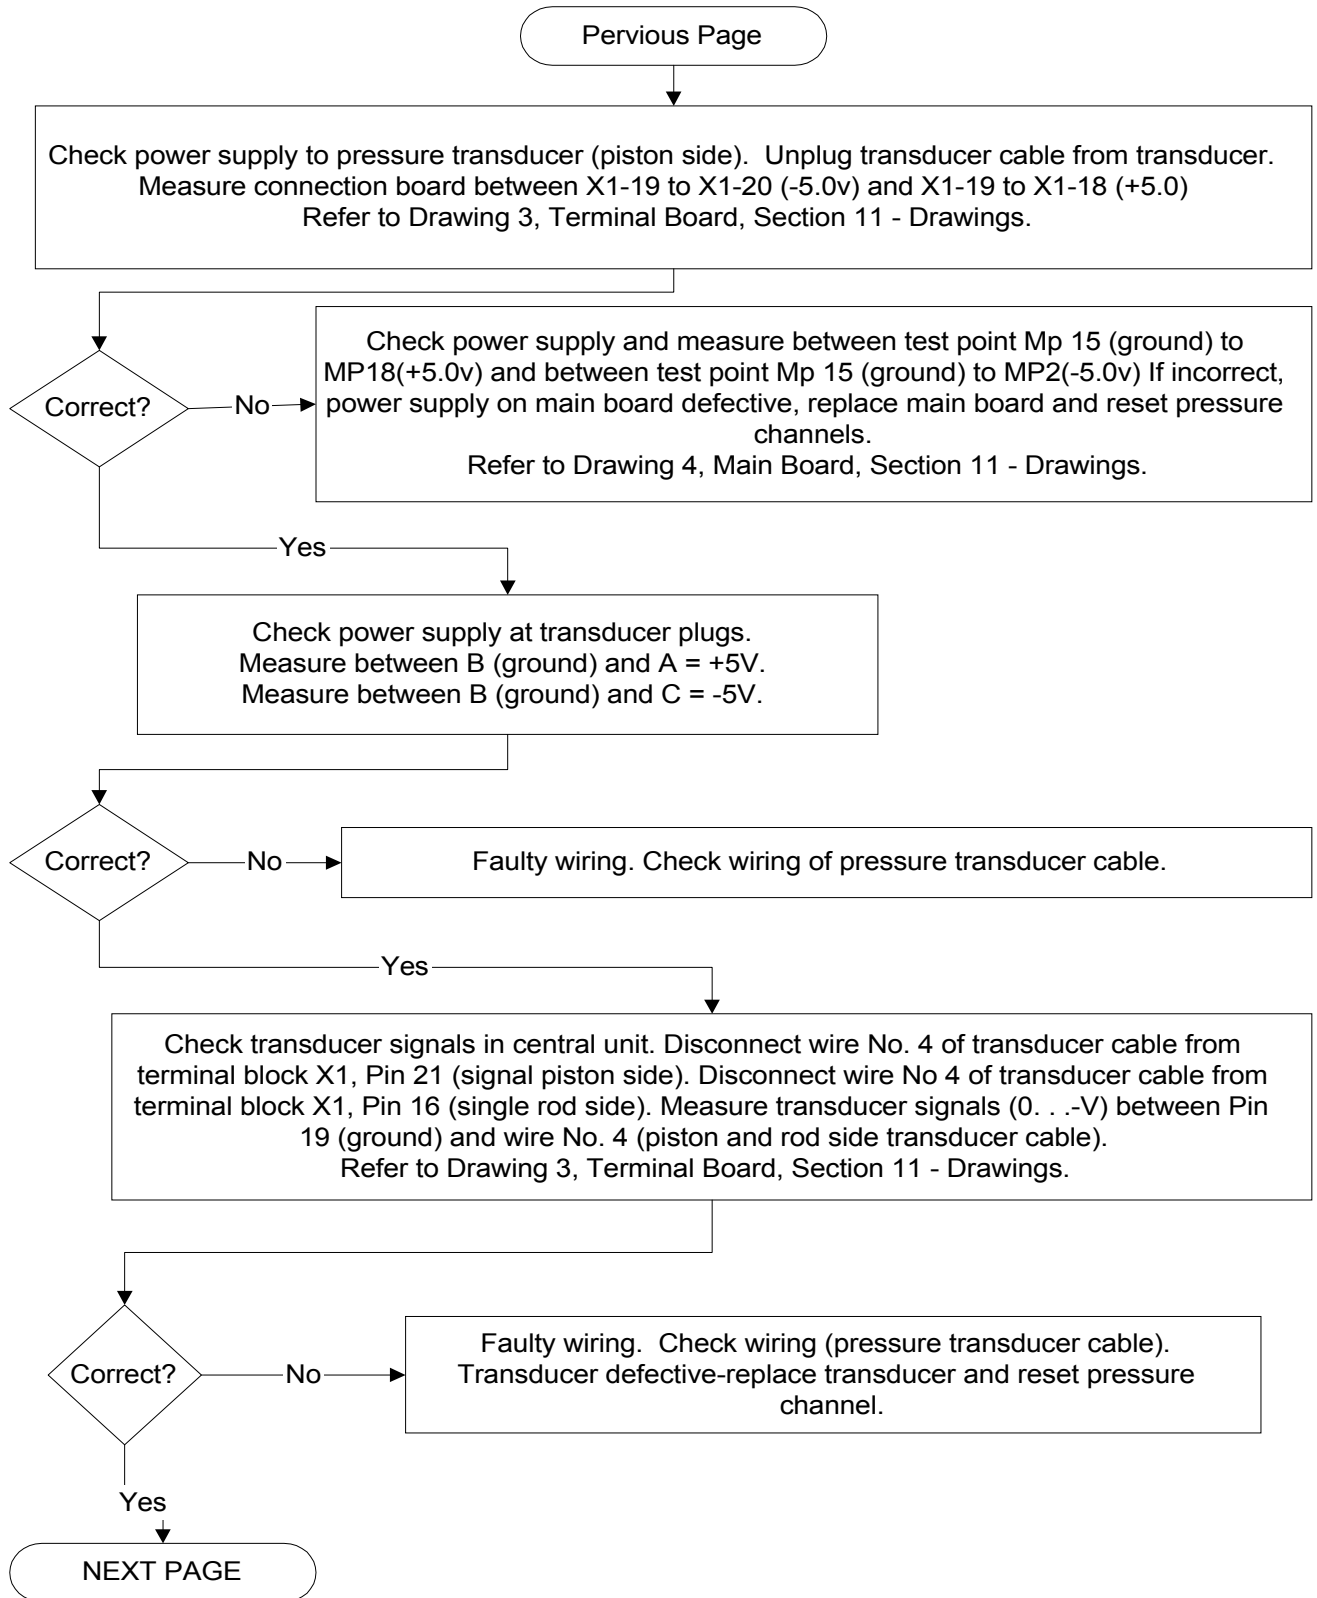 Pervious Page
Check power supply to pressure transducer (piston side).  Unplug transducer cable from transducer.
Measure connection board between X1-19 to X1-20 (-5.0v) and X1-19 to X1-18 (+5.0)
Refer to Drawing 3, Terminal Board, Section 11 - Drawings.
Correct?
No
Check power supply and measure between test point Mp 15 (ground) to
MP18(+5.0v) and between test point Mp 15 (ground) to MP2(-5.0v) If incorrect,
power supply on main board defective, replace main board and reset pressure
channels.
Refer to Drawing 4, Main Board, Section 11 - Drawings.
Yes
Check power supply at transducer plugs.
Measure between B (ground) and A = +5V.
Measure between B (ground) and C = -5V.
Correct?
No
Faulty wiring. Check wiring of pressure transducer cable.
Yes
Check transducer signals in central unit. Disconnect wire No. 4 of transducer cable from
terminal block X1, Pin 21 (signal piston side). Disconnect wire No 4 of transducer cable from
terminal block X1, Pin 16 (single rod side). Measure transducer signals (0. . .-V) between Pin
19 (ground) and wire No. 4 (piston and rod side transducer cable).
Refer to Drawing 3, Terminal Board, Section 11 - Drawings.
Correct?
No
Faulty wiring.  Check wiring (pressure transducer cable).
Transducer defective-replace transducer and reset pressure
channel.
Yes
NEXT PAGE